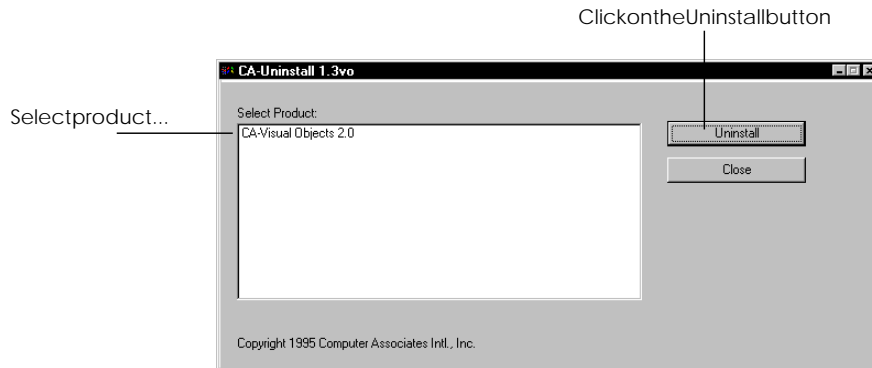 ClickontheUninstallbutton
CA-Uninstall 1.3vo
Selectproduct...
Select Product:
CA-Visual Objects 2.0
Uninstall
Close
Copyright 1995 Computer Associates Intl., Inc.